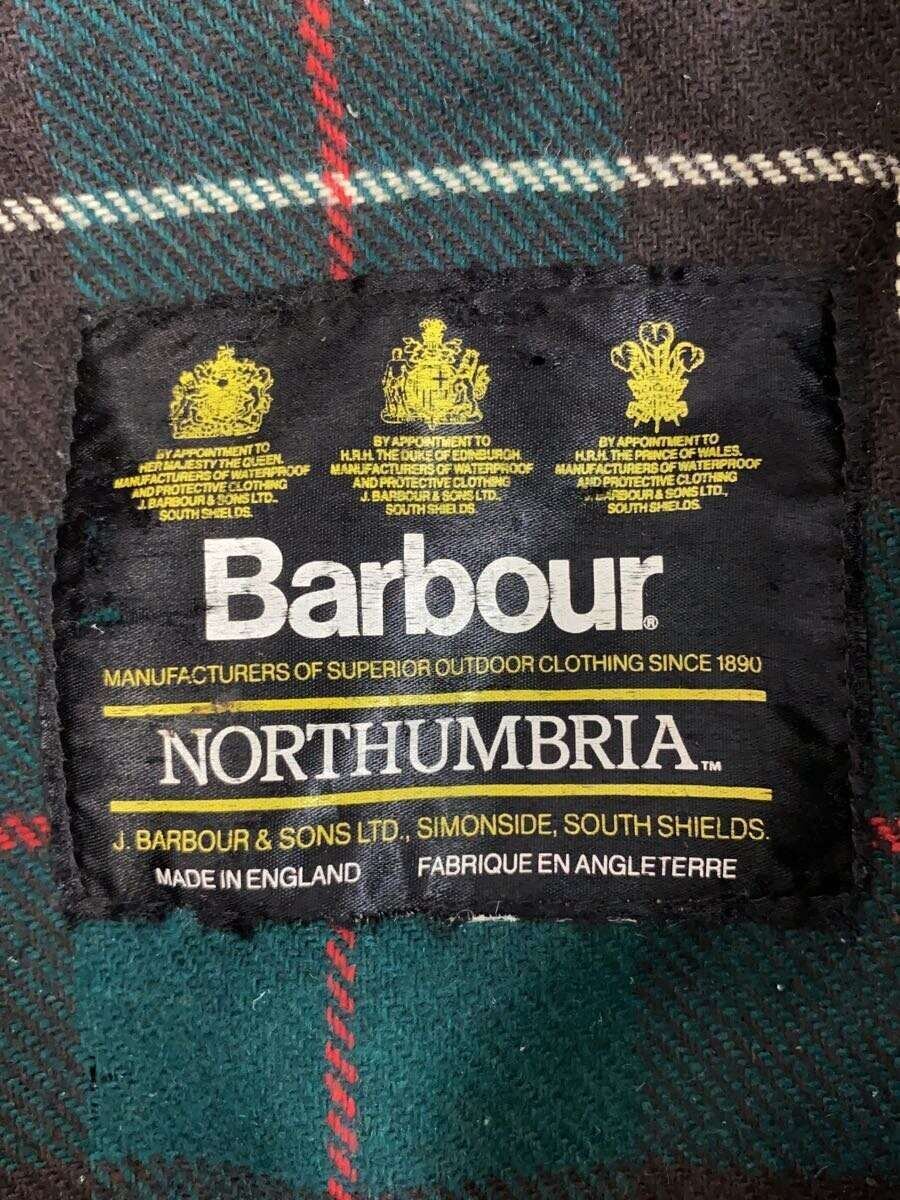 BY APPOINTMENT TO
HER MAJESTY THE QUEEN.
MANUFACTURERS OF WATERPROOF
AND PROTECTIVE CLOTHING
J. BARBOUR & SONS LTD.,
SOUTH SHIELDS.
BY APPOINTMENT TO
H.R.H. THE DUKE OF EDINBURGH.
MANUFACTURERS OF WATERPROOF
AND PROTECTIVE CLOTHING
J. BARBOUR & SONS LTD.,
SOUTH SHIELDS.
BY APPOINTMENT TO
H.R.H. THE PRINCE OF WALES.
MANUFACTURERS OF WATERPROOF
AND PROTECTIVE CLOTHING
J. BARBOUR & SONS LTD.,
SOUTH SHIELDS.
Barbour®
MANUFACTURERS OF SUPERIOR OUTDOOR CLOTHING SINCE 1890
NORTHUMBRIA™
J. BARBOUR & SONS LTD., SIMONSIDE, SOUTH SHIELDS.
MADE IN ENGLAND FABRIQUE EN ANGLETERRE